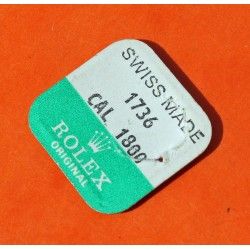 SWISS MADE
1736
CAL. 1800
ROLEX
ORIGINAL